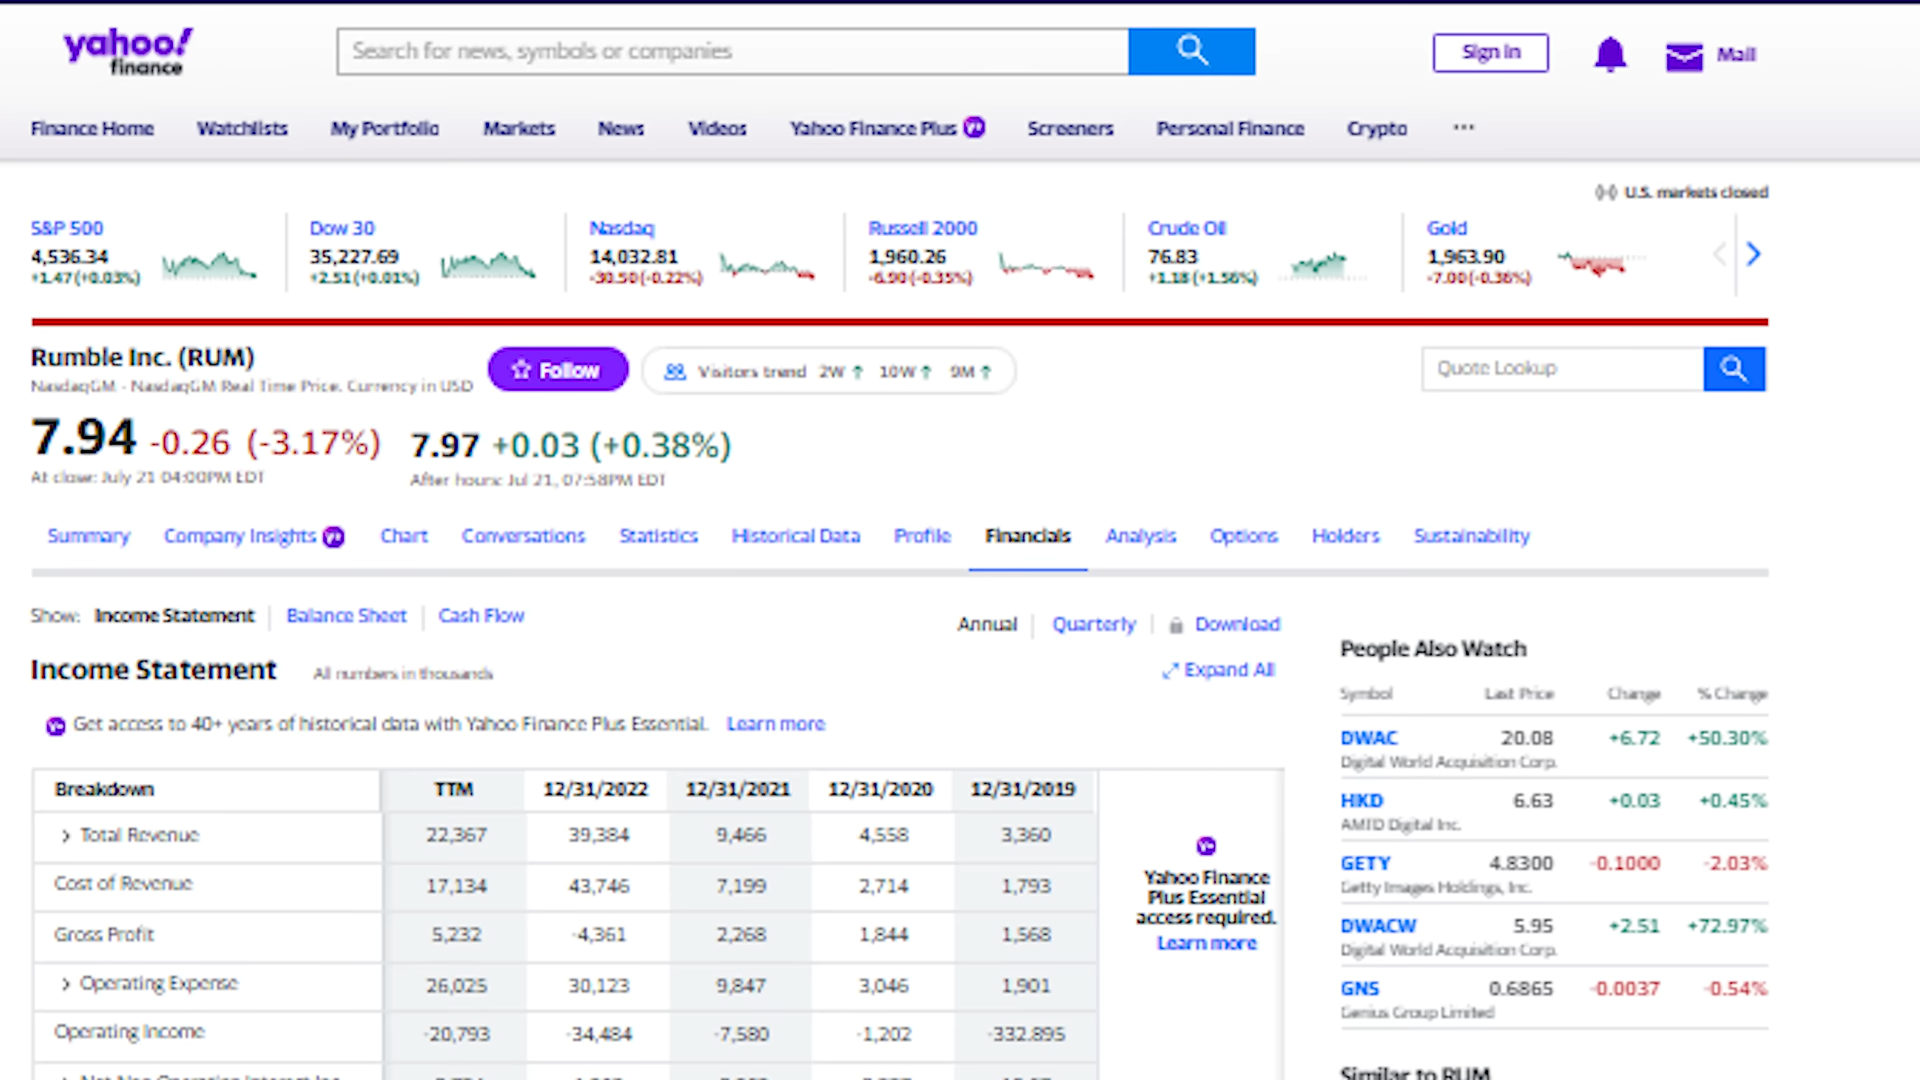 yahoo!
finance
Search for news, symbols or companies
Sign in
Mail
Finance Home Watchlists My Portfolio Markets News Videos Yahoo Finance Plus Screeners Personal Finance Crypto ...
U.S. markets closed
S&P 500 Dow 30 Nasdaq Russell 2000 Crude Oil Gold
4,536.34 35,227.69 14,032.81 1,960.26 76.83 1,963.90
+1.47 (+0.03%) +2.51 (+0.01%) -30.50 (-0.22%) -6.90 (-0.35%) +1.18 (+1.56%) -7.00 (-0.36%)
Rumble Inc. (RUM)
NasdaqGM - NasdaqGM Real Time Price. Currency in USD
Follow
Visitors trend 2W ↑ 10W ↑ 9M ↑
Quote Lookup
7.94 -0.26 (-3.17%) 7.97 +0.03 (+0.38%)
At close: July 21 04:00PM EDT After hours: Jul 21, 07:58PM EDT
Summary Company Insights Chart Conversations Statistics Historical Data Profile Financials Analysis Options Holders Sustainability
Show: Income Statement Balance Sheet Cash Flow
Annual Quarterly Download
Income Statement All numbers in thousands
Expand All
Get access to 40+ years of historical data with Yahoo Finance Plus Essential. Learn more
Breakdown TTM 12/31/2022 12/31/2021 12/31/2020 12/31/2019
Total Revenue 22,367 39,384 9,466 4,558 3,360
Cost of Revenue 17,134 43,746 7,199 2,714 1,793
Gross Profit 5,232 -4,361 2,268 1,844 1,568
Operating Expense 26,025 30,123 9,847 3,046 1,901
Operating Income -20,793 -34,484 -7,580 -1,202 -332.895
Yahoo Finance
Plus Essential
access required.
Learn more
People Also Watch
Symbol Last Price Change % Change
DWAC 20.08 +6.72 +50.30%
Digital World Acquisition Corp.
HKD 6.63 +0.03 +0.45%
AMTD Digital Inc.
GETY 4.8300 -0.1000 -2.03%
Getty Images Holdings, Inc.
DWACW 5.95 +2.51 +72.97%
Digital World Acquisition Corp.
GNS 0.6865 -0.0037 -0.54%
Genius Group Limited
Similar to RUM